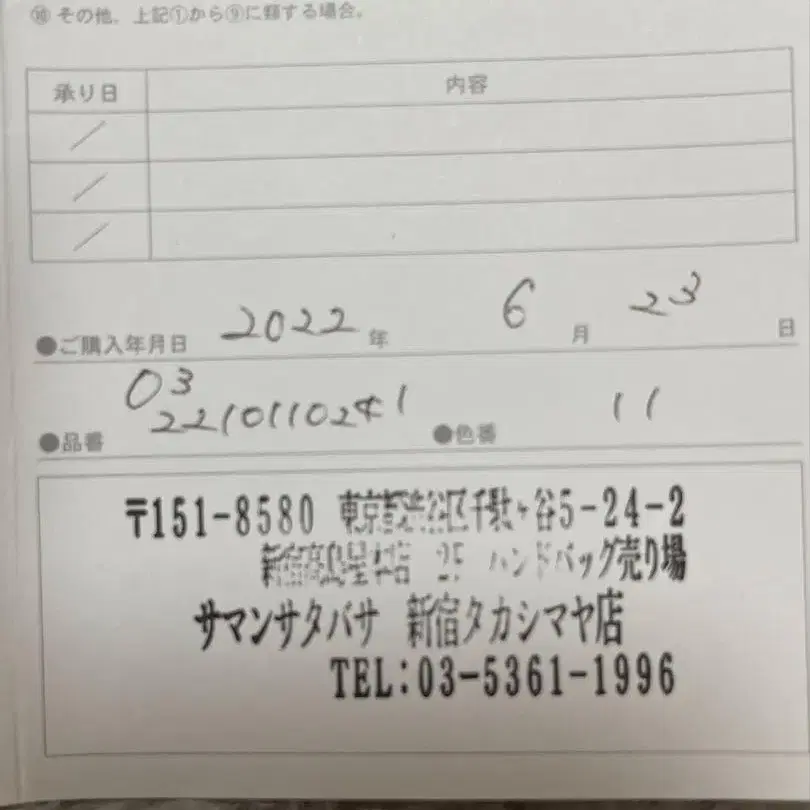 ⑩ その他、上記①から⑨に類する場合。
承り日 内容
／
／
／
●ご購入年月日 2022 年 6 月 23 日
03
●品番 2210110241 ●色番 11
〒151-8580 東京都渋谷区千駄ヶ谷5-24-2
新宿高島屋本店 2F ハンドバッグ売り場
サマンサタバサ 新宿タカシマヤ店
TEL:03-5361-1996